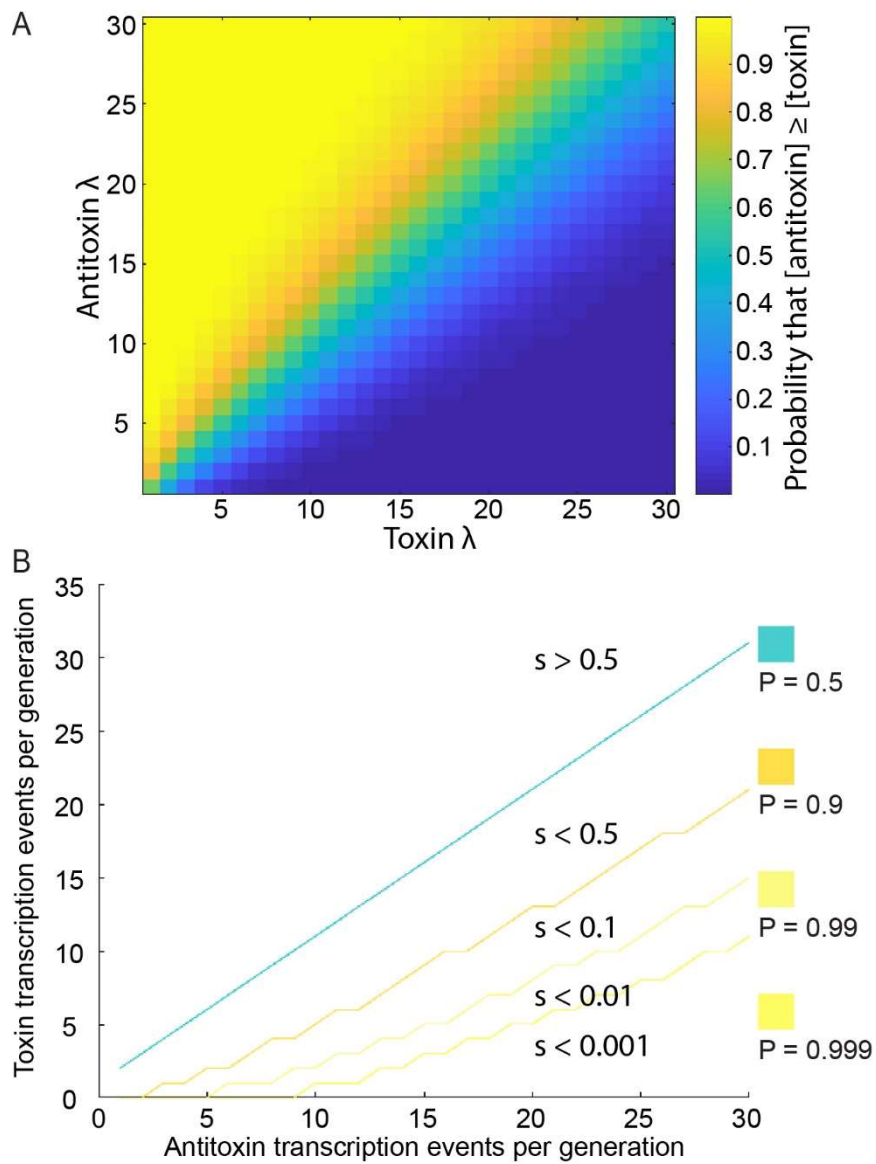 A
30
25
20
15
10
5
Antitoxin λ
5
10
15
20
25
30
Toxin λ
0.9
0.8
0.7
0.6
0.5
0.4
0.3
0.2
0.1
Probability that [antitoxin] ≥ [toxin]
B
35
30
25
20
15
10
5
0
Toxin transcription events per generation
s > 0.5
s < 0.5
s < 0.1
s < 0.01
s < 0.001
P = 0.5
P = 0.9
P = 0.99
P = 0.999
0
5
10
15
20
25
30
Antitoxin transcription events per generation